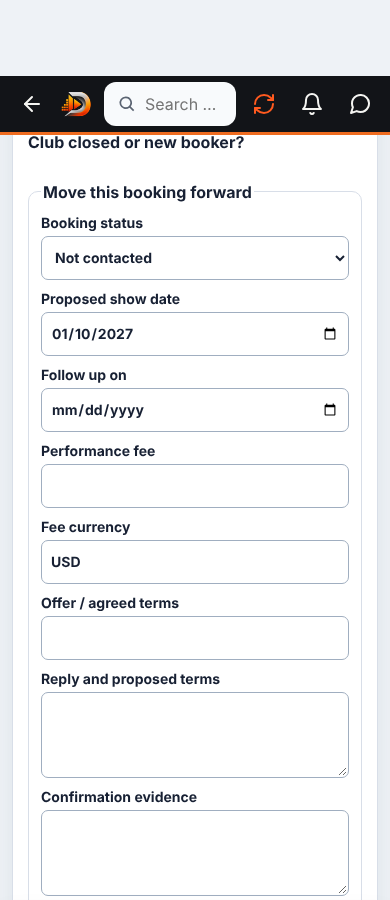 Search ...
Club closed or new booker?
Move this booking forward
Booking status
Not contacted
Proposed show date
01/10/2027
Follow up on
mm/dd/yyyy
Performance fee
Fee currency
USD
Offer / agreed terms
Reply and proposed terms
Confirmation evidence